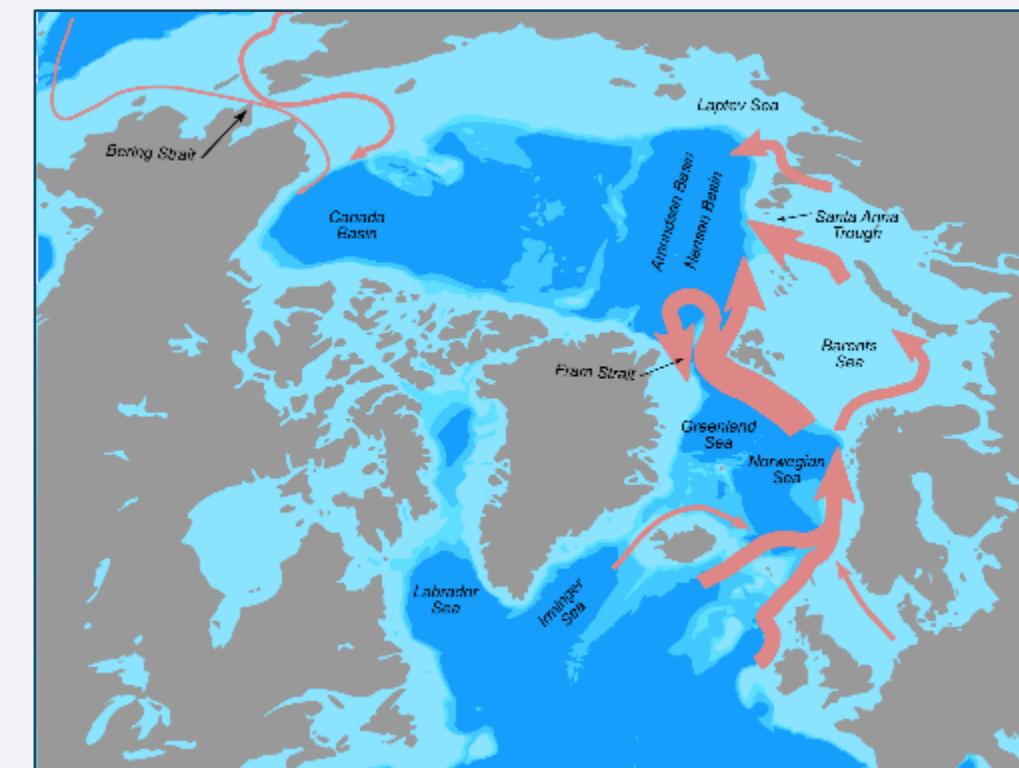 Laptev Sea
Bering Strait
Amundsen Basin
Nansen Basin
Canada
Basin
Santa Anna
Trough
Barents
Sea
Fram Strait
Greenland
Sea
Norwegian
Sea
Labrador
Sea
Irminger
Sea